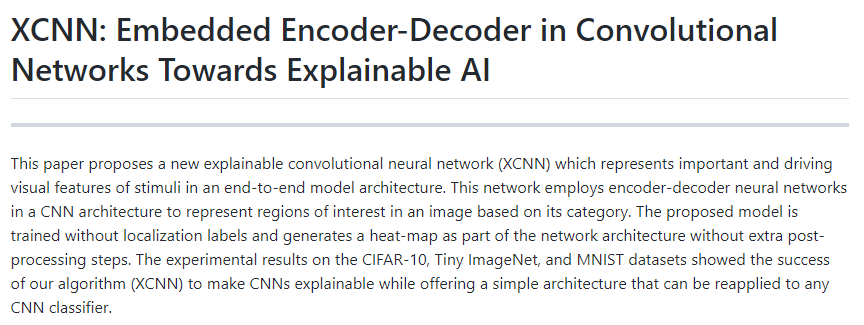 XCNN: Embedded Encoder-Decoder in Convolutional
Networks Towards Explainable AI
This paper proposes a new explainable convolutional neural network (XCNN) which represents important and driving
visual features of stimuli in an end-to-end model architecture. This network employs encoder-decoder neural networks
in a CNN architecture to represent regions of interest in an image based on its category. The proposed model is
trained without localization labels and generates a heat-map as part of the network architecture without extra post-
processing steps. The experimental results on the CIFAR-10, Tiny ImageNet, and MNIST datasets showed the success
of our algorithm (XCNN) to make CNNs explainable while offering a simple architecture that can be reapplied to any
CNN classifier.